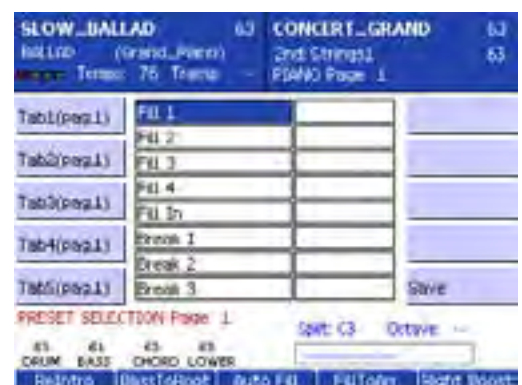 SLOW_BALLAD 63 CONCERT_GRAND 63
BALLAD (Grand_Piano) 2nd Strings1 63
Tempo: 76 Transp - PIANO Page 1
Tab1(pag.1) Fill 1
Fill 2
Tab2(pag.1) Fill 3
Fill 4
Tab3(pag.1) Fill In
Tab4(pag.1) Break 1
Break 2
Tab5(pag.1) Break 3 Save
PRESET SELECTION Page 1 Split: C3 Octave --
DRUM BASS CHORD LOWER
ReIntro BassToRoot Auto Fill